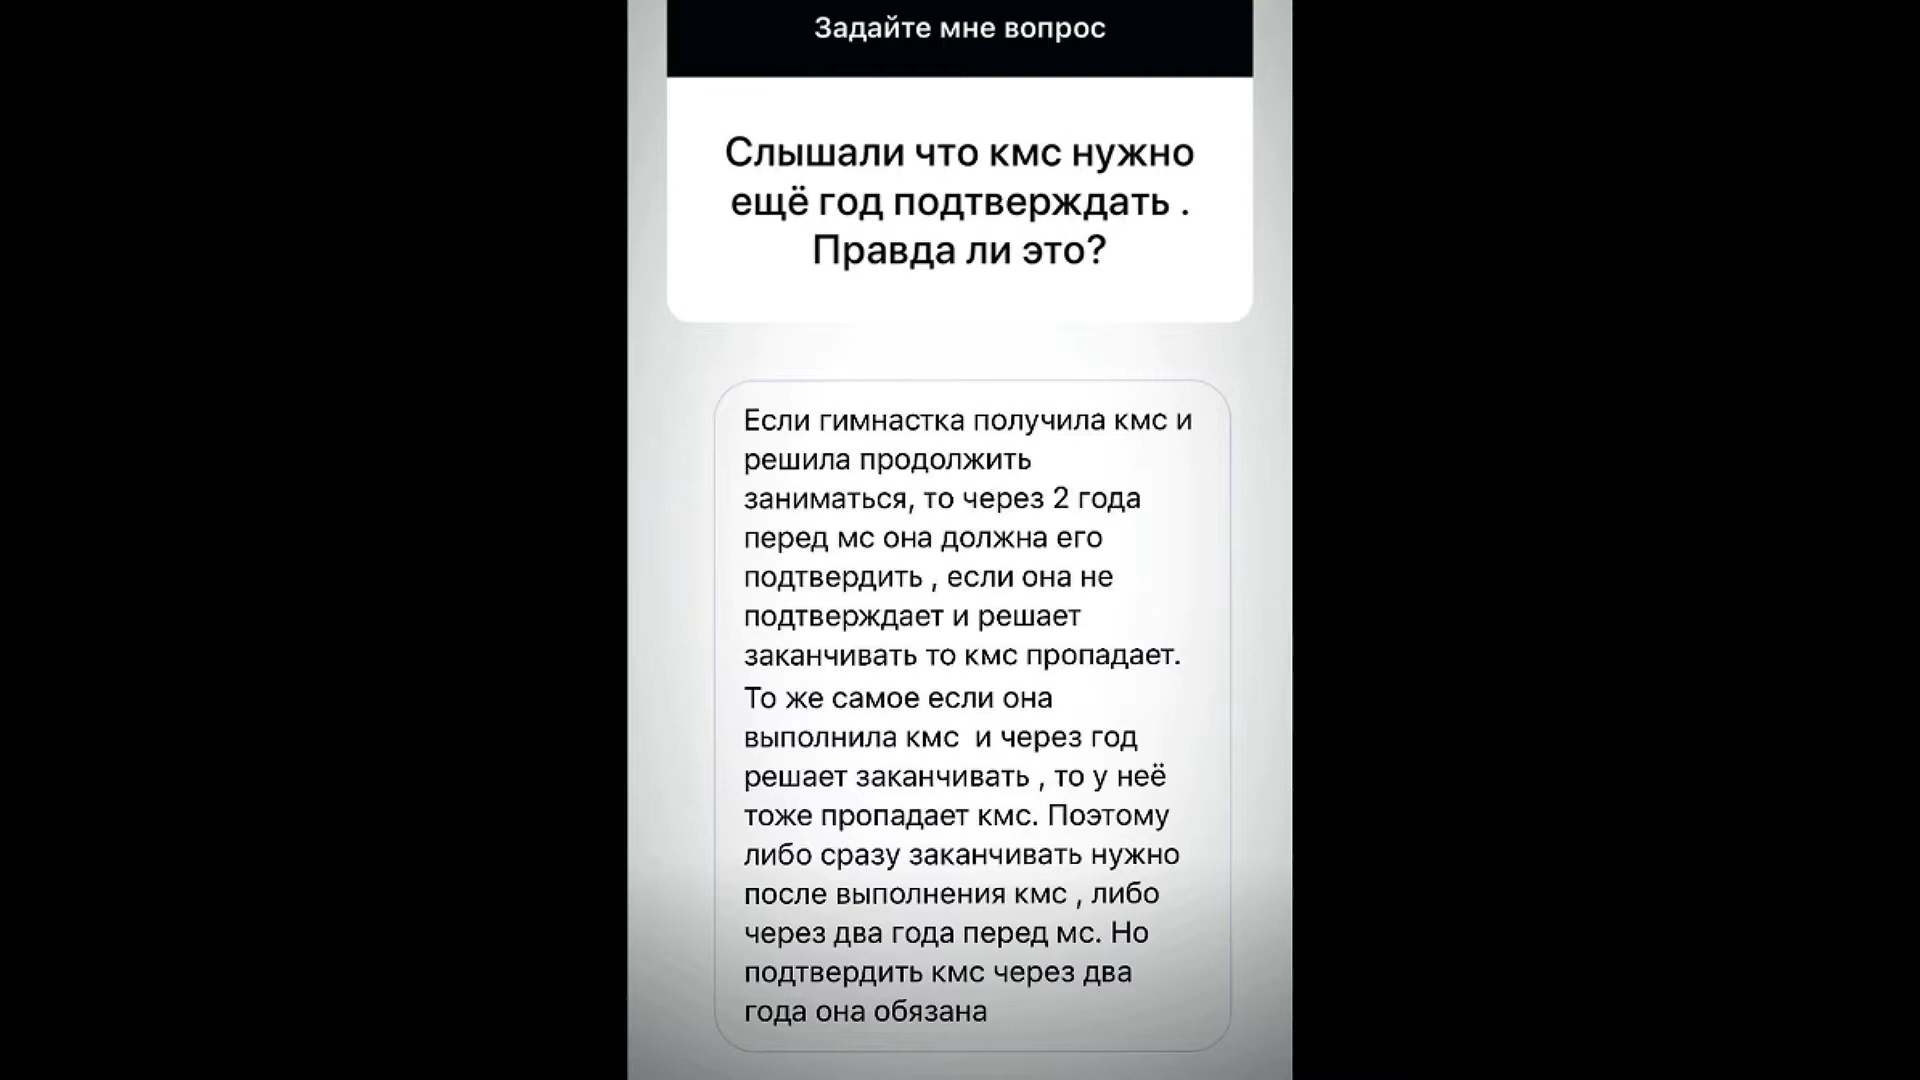 Задайте мне вопрос
Слышали что кмс нужно
ещё год подтверждать .
Правда ли это?
Если гимнастка получила кмс и
решила продолжить
заниматься, то через 2 года
перед мс она должна его
подтвердить , если она не
подтверждает и решает
заканчивать то кмс пропадает.
То же самое если она
выполнила кмс  и через год
решает заканчивать , то у неё
тоже пропадает кмс. Поэтому
либо сразу заканчивать нужно
после выполнения кмс , либо
через два года перед мс. Но
подтвердить кмс через два
года она обязана